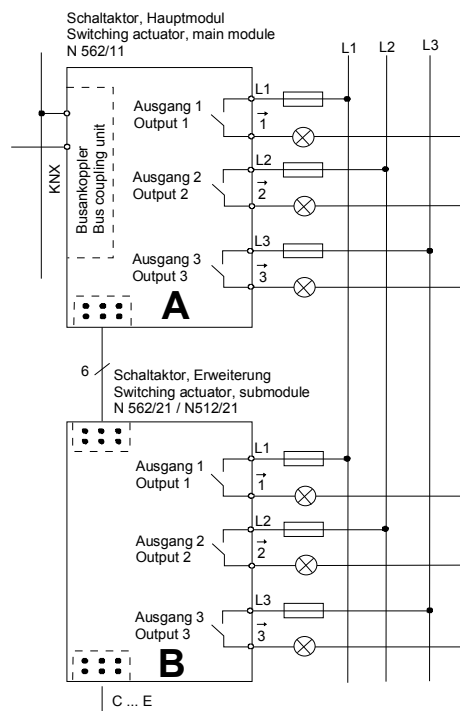 Schaltaktor, Hauptmodul
Switching actuator, main module
N 562/11
L1
L2
L3
L1
Ausgang 1
Output 1
1
L2
Ausgang 2
Output 2
2
L3
Ausgang 3
Output 3
3
KNX
Busankoppler
Bus coupling unit
A
6
Schaltaktor, Erweiterung
Switching actuator, submodule
N 562/21 / N512/21
L1
Ausgang 1
Output 1
1
L2
Ausgang 2
Output 2
2
L3
Ausgang 3
Output 3
3
B
C ... E